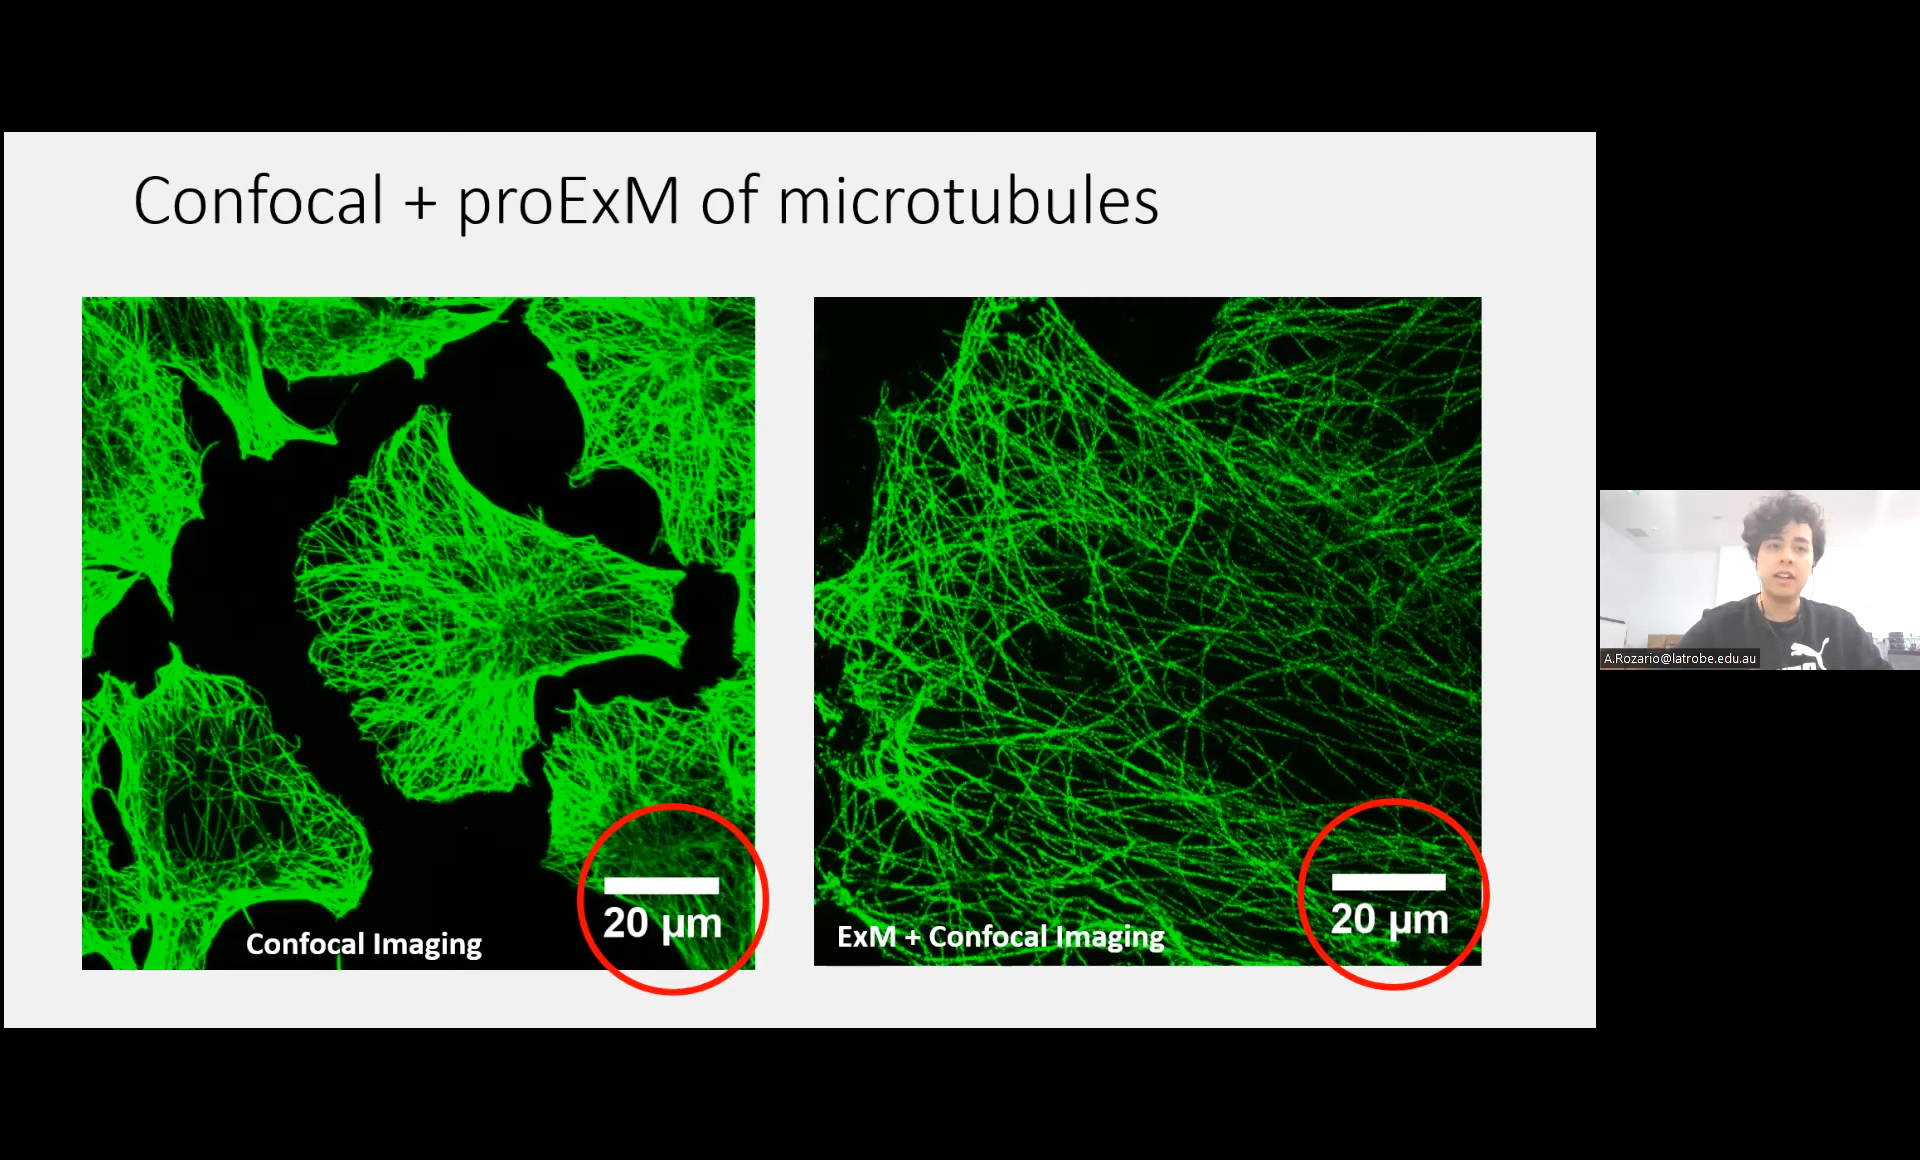 Confocal + proExM of microtubules
Confocal Imaging
20 µm
ExM + Confocal Imaging
20 µm
A.Rozario@latrobe.edu.au